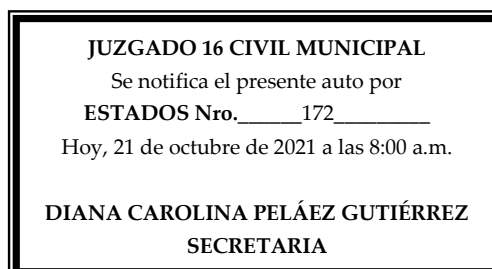 JUZGADO 16 CIVIL MUNICIPAL
Se notifica el presente auto por
ESTADOS Nro.______172_________
Hoy, 21 de octubre de 2021 a las 8:00 a.m.
DIANA CAROLINA PELÁEZ GUTIÉRREZ
SECRETARIA